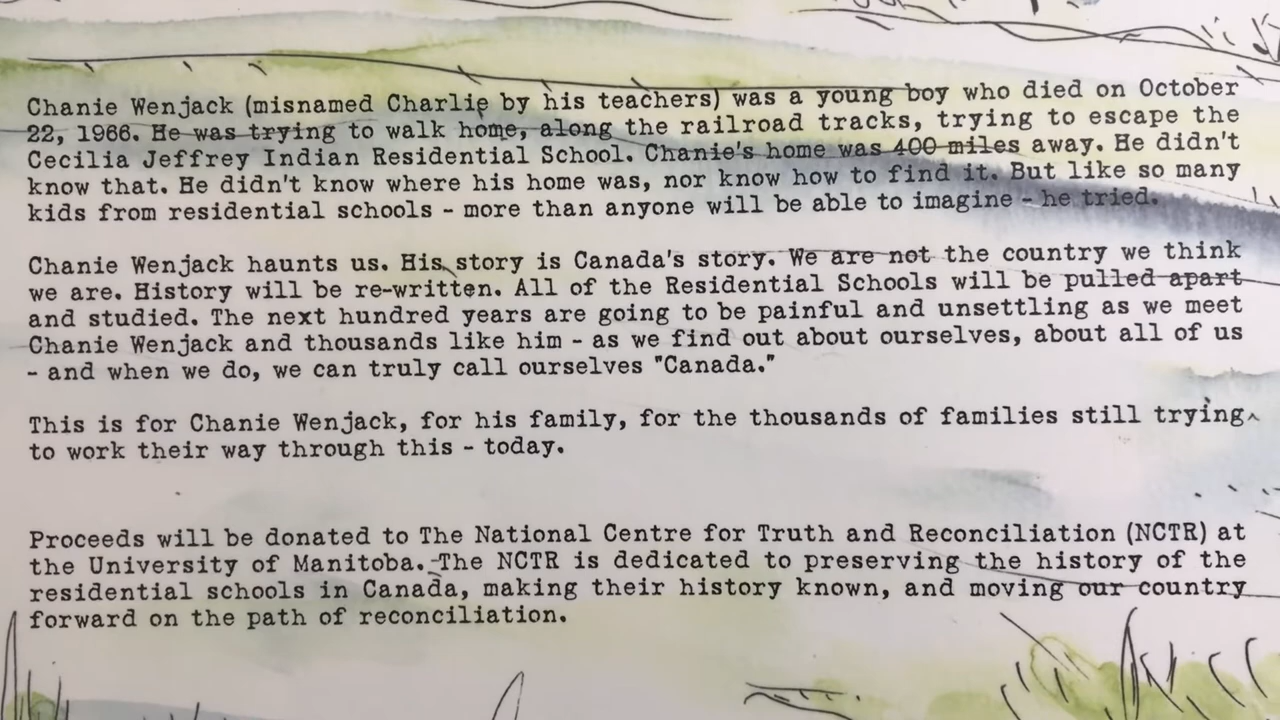 Chanie Wenjack (misnamed Charlie by his teachers) was a young boy who died on October
22, 1966. He was trying to walk home, along the railroad tracks, trying to escape the
Cecilia Jeffrey Indian Residential School. Chanie's home was 400 miles away. He didn't
know that. He didn't know where his home was, nor know how to find it. But like so many
kids from residential schools - more than anyone will be able to imagine - he tried.
Chanie Wenjack haunts us. His story is Canada's story. We are not the country we think
we are. History will be re-written. All of the Residential Schools will be pulled apart
and studied. The next hundred years are going to be painful and unsettling as we meet
Chanie Wenjack and thousands like him - as we find out about ourselves, about all of us
- and when we do, we can truly call ourselves "Canada."
This is for Chanie Wenjack, for his family, for the thousands of families still trying
to work their way through this - today.
Proceeds will be donated to The National Centre for Truth and Reconciliation (NCTR) at
the University of Manitoba. The NCTR is dedicated to preserving the history of the
residential schools in Canada, making their history known, and moving our country
forward on the path of reconciliation.